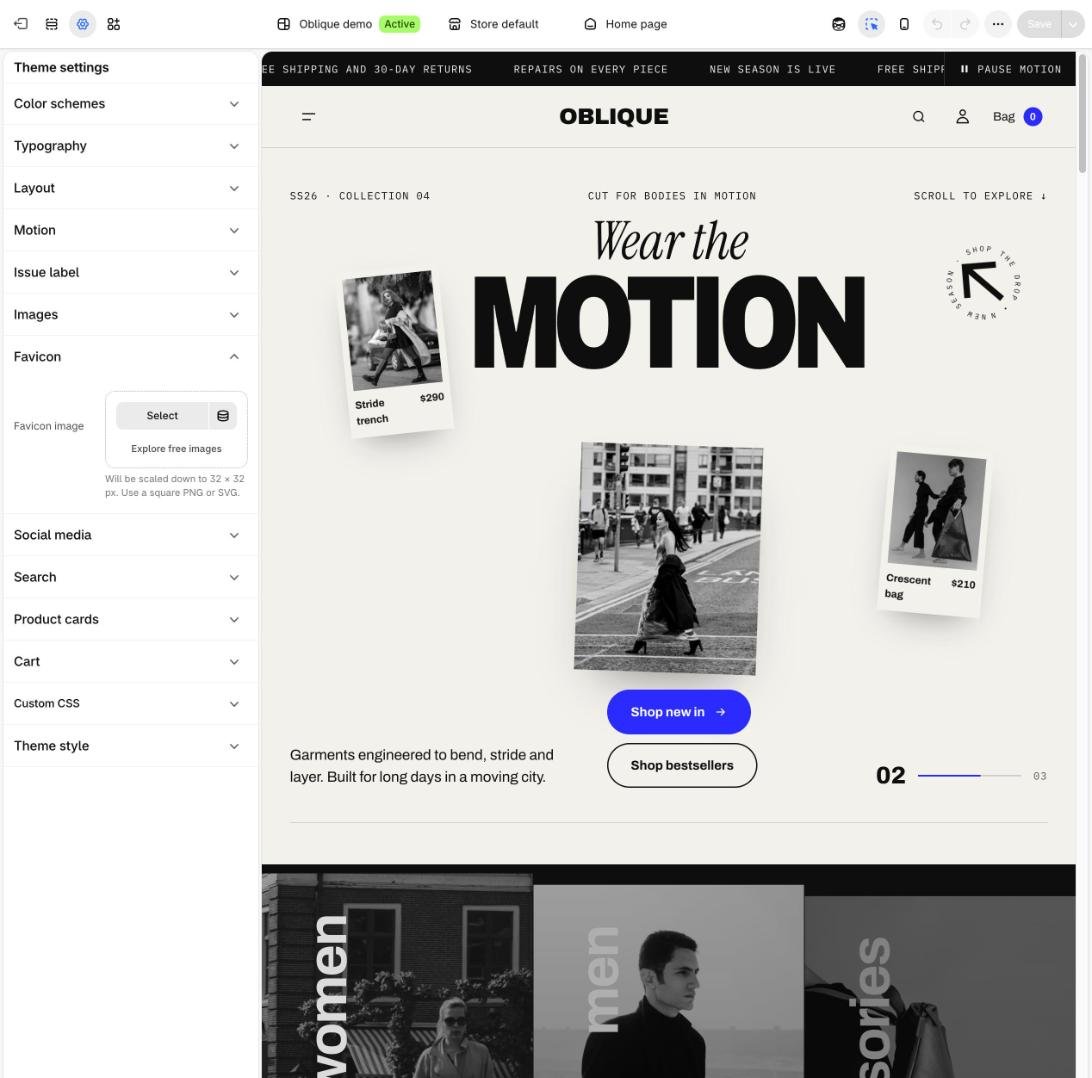 Oblique demo Active
Store default
Home page
Save
Theme settings
Color schemes
Typography
Layout
Motion
Issue label
Images
Favicon
Favicon image
Select
Explore free images
Will be scaled down to 32 × 32
px. Use a square PNG or SVG.
Social media
Search
Product cards
Cart
Custom CSS
Theme style
EE SHIPPING AND 30-DAY RETURNS
REPAIRS ON EVERY PIECE
NEW SEASON IS LIVE
FREE SHIPP
PAUSE MOTION
OBLIQUE
Bag 0
SS26 · COLLECTION 04
CUT FOR BODIES IN MOTION
SCROLL TO EXPLORE ↓
Wear the
MOTION
SHOP THE DROP · NEW SEASON ·
Stride
trench
$290
Crescent
bag
$210
Shop new in →
Shop bestsellers
Garments engineered to bend, stride and
layer. Built for long days in a moving city.
02
03
women
men
sories